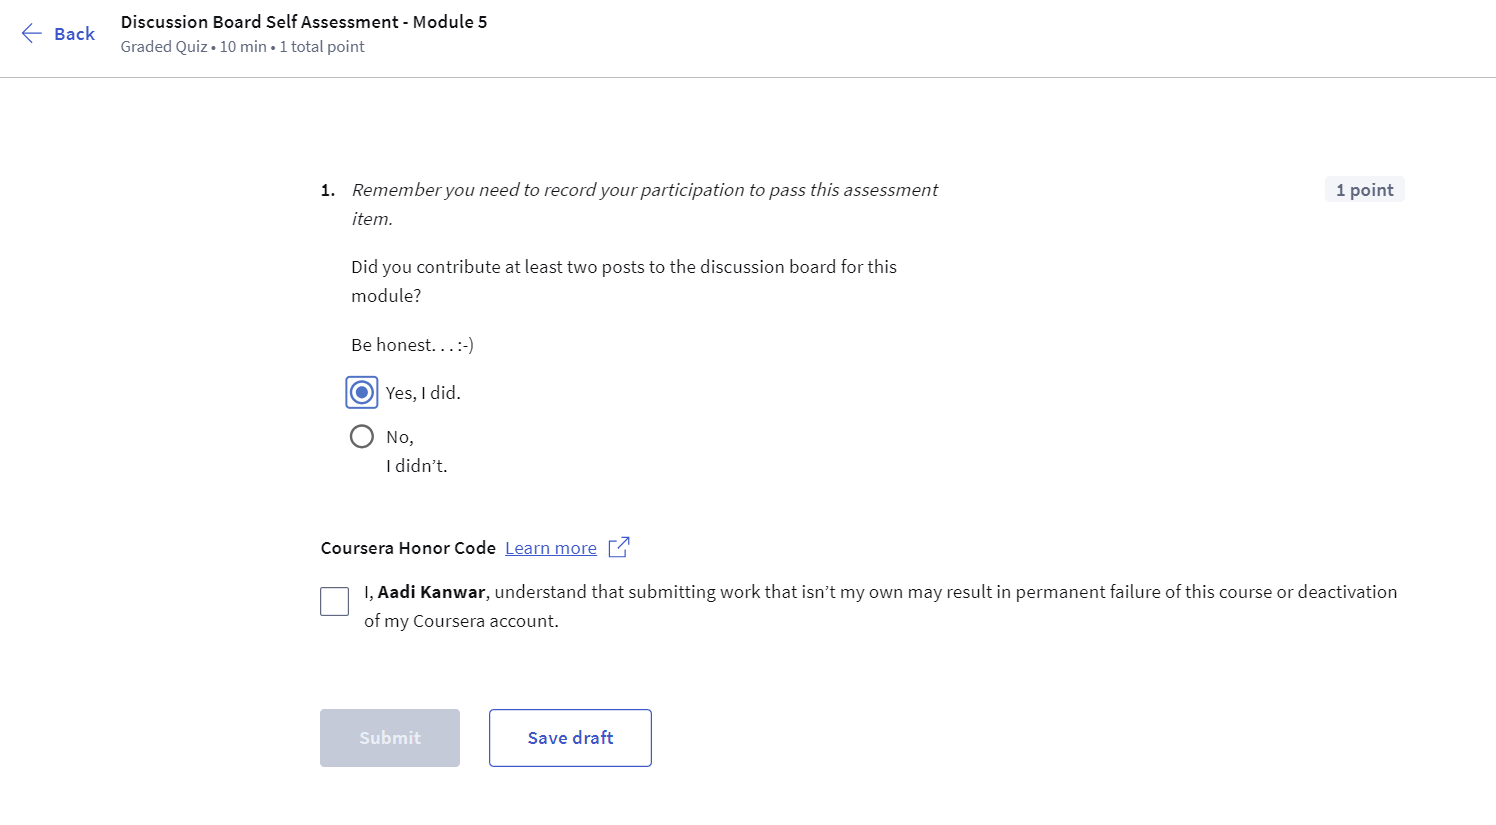 Back
Discussion Board Self Assessment - Module 5
Graded Quiz • 10 min • 1 total point
1. Remember you need to record your participation to pass this assessment
item.
1 point
Did you contribute at least two posts to the discussion board for this
module?
Be honest. . . :-)
Yes, I did.
No,
I didn’t.
Coursera Honor Code Learn more
I, Aadi Kanwar, understand that submitting work that isn’t my own may result in permanent failure of this course or deactivation
of my Coursera account.
Submit
Save draft